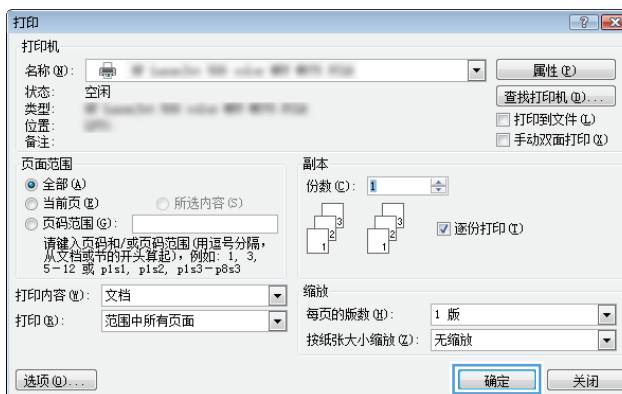 打印
打印机
名称(N):
属性(P)
状态: 空闲
查找打印机(D)...
类型:
位置:
打印到文件(L)
备注:
手动双面打印(X)
页面范围
副本
全部(A)
份数(C): 1
当前页(E) 所选内容(S)
页码范围(G):
请键入页码和/或页码范围(用逗号分隔，
从文档或节的开头算起)，例如: 1, 3,
5-12 或 p1s1, p1s2, p1s3-p8s3
3 3
2 2
1 1
逐份打印(T)
打印内容(W): 文档
打印(R): 范围中所有页面
缩放
每页的版数(H): 1 版
按纸张大小缩放(Z): 无缩放
选项(O)...
确定
关闭